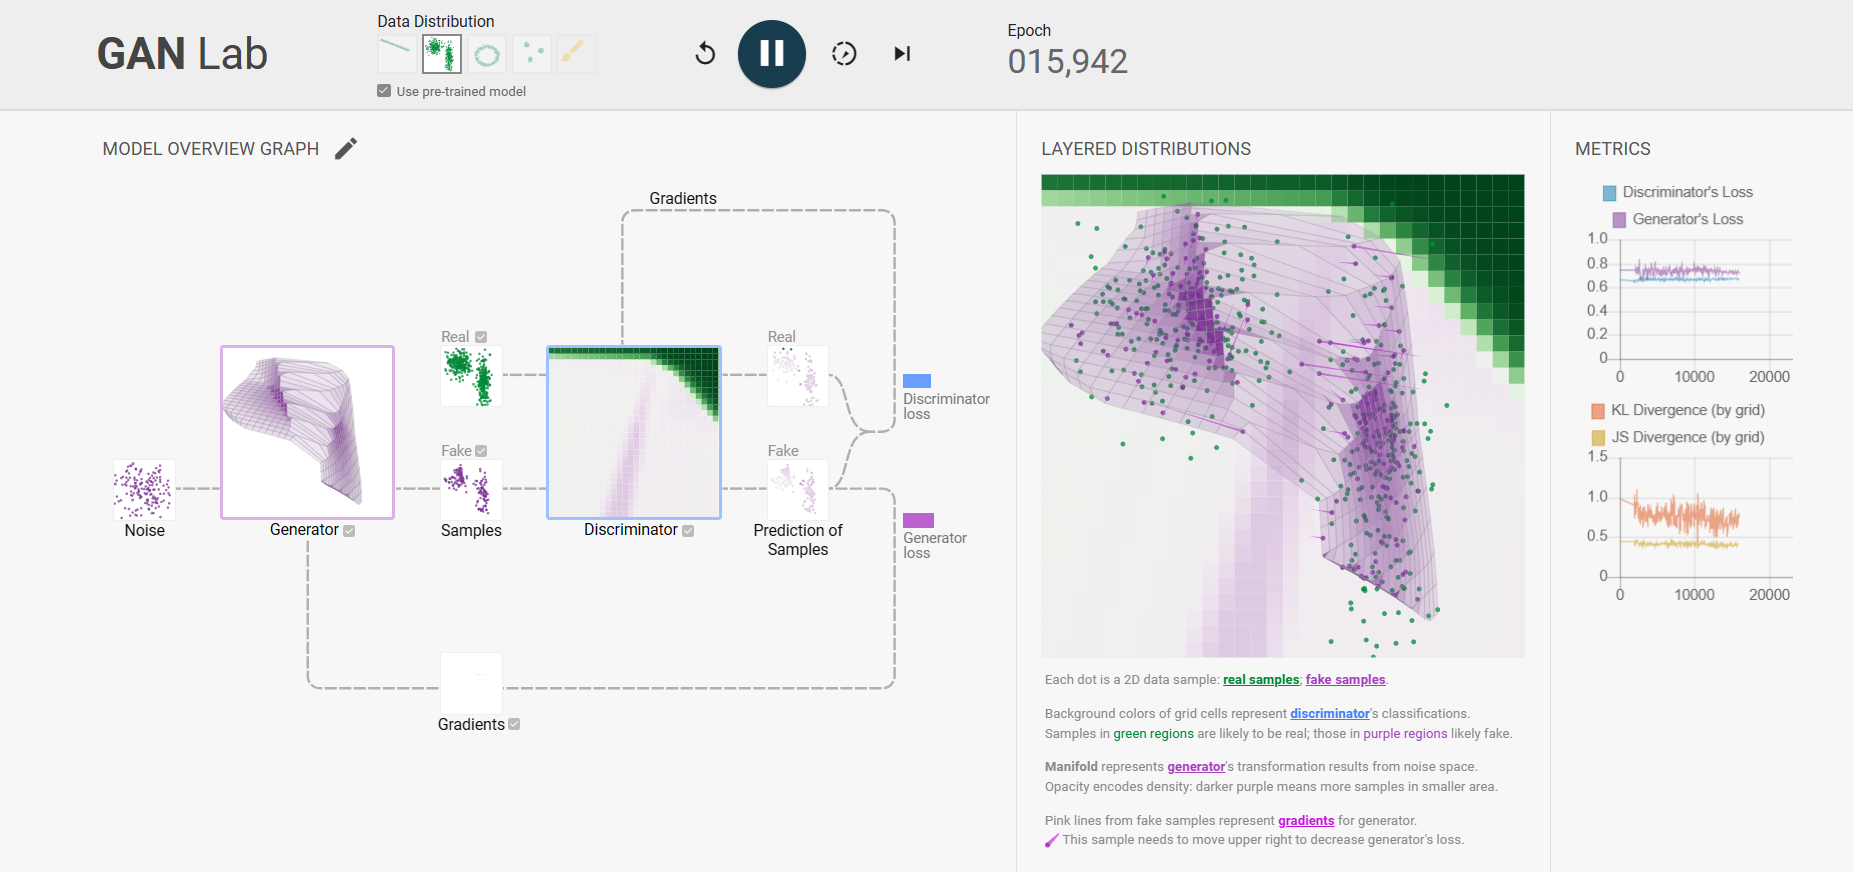 GAN Lab
Data Distribution
Use pre-trained model
Epoch
015,942
MODEL OVERVIEW GRAPH
Gradients
Real
Real
Discriminator
loss
Fake
Fake
Noise
Generator
Samples
Discriminator
Prediction of
Samples
Generator
loss
Gradients
LAYERED DISTRIBUTIONS
Each dot is a 2D data sample: real samples; fake samples.
Background colors of grid cells represent discriminator's classifications.
Samples in green regions are likely to be real; those in purple regions likely fake.
Manifold represents generator's transformation results from noise space.
Opacity encodes density: darker purple means more samples in smaller area.
Pink lines from fake samples represent gradients for generator.
This sample needs to move upper right to decrease generator's loss.
METRICS
Discriminator's Loss
Generator's Loss
1.0
0.8
0.6
0.4
0.2
0
0 10000 20000
KL Divergence (by grid)
JS Divergence (by grid)
1.5
1.0
0.5
0
0 10000 20000